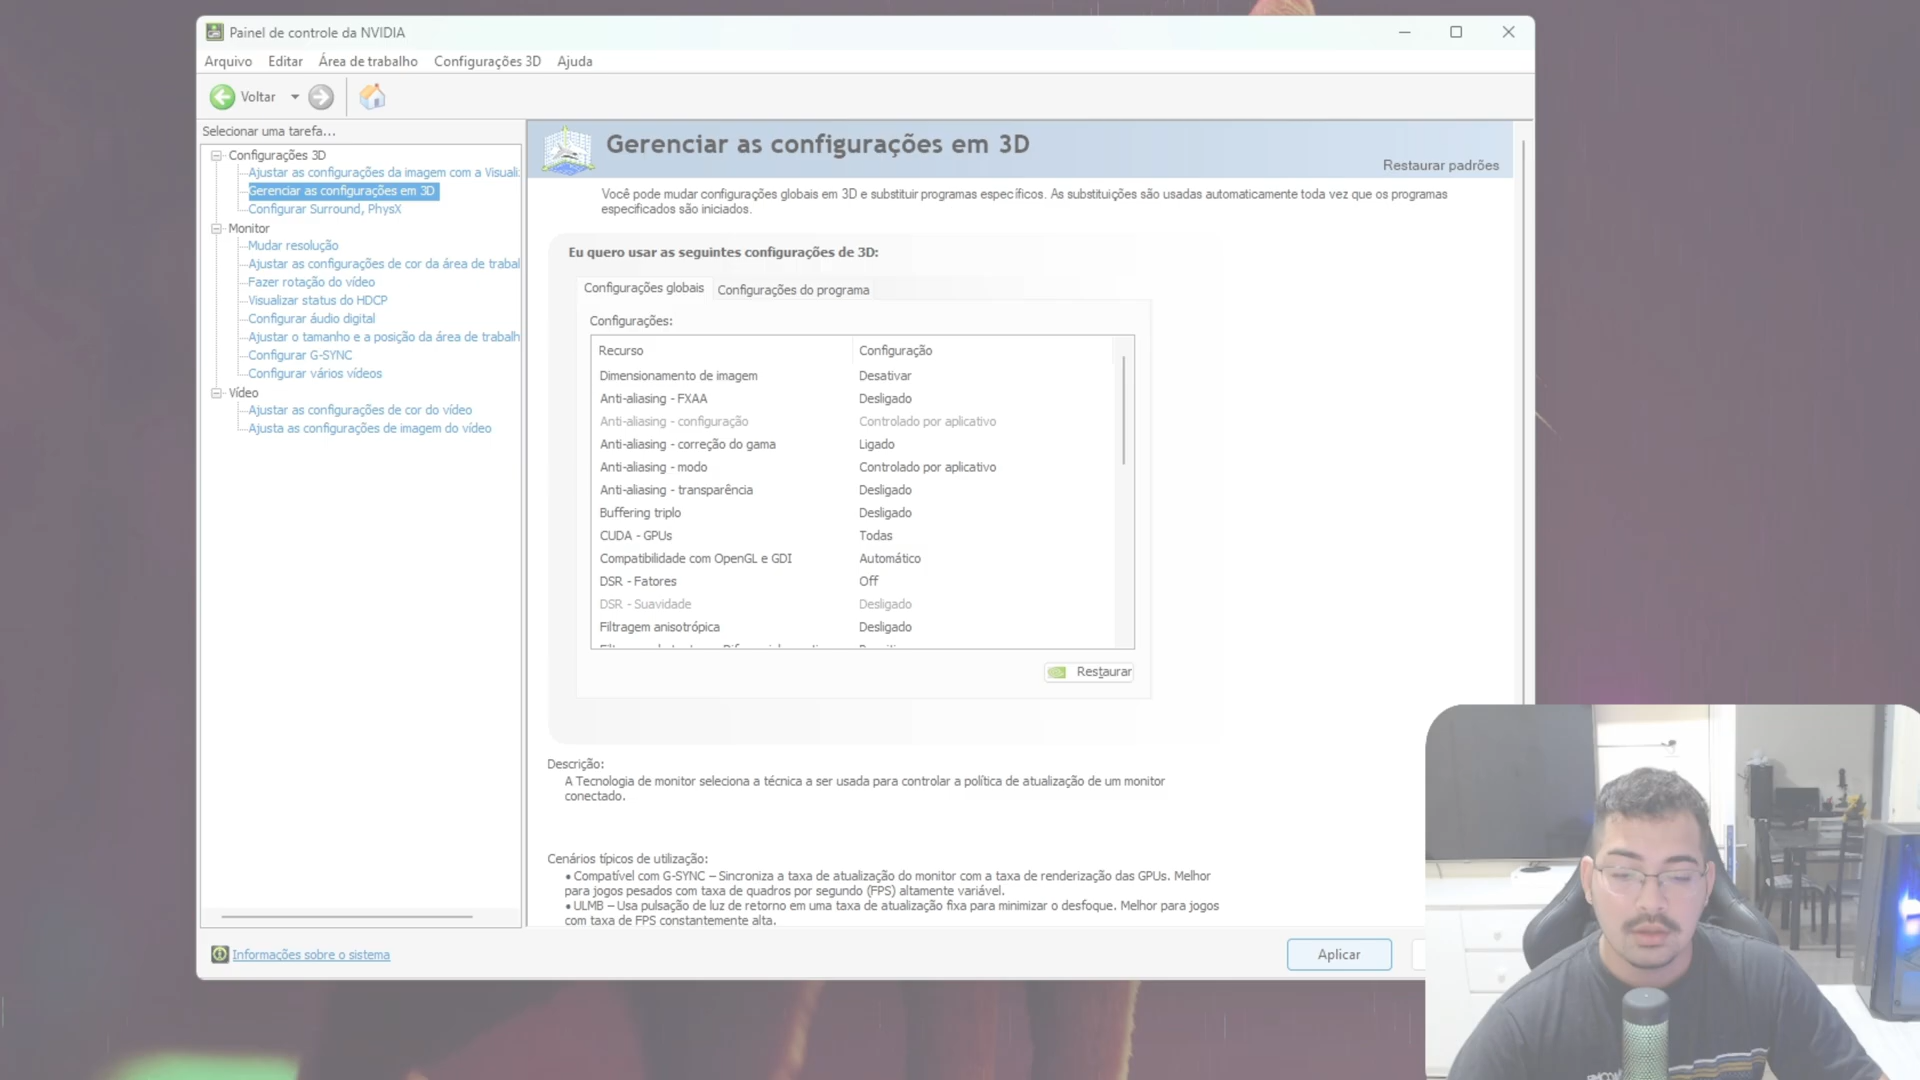 Painel de controle da NVIDIA
Arquivo Editar Área de trabalho Configurações 3D Ajuda
Voltar
Selecionar uma tarefa...
Configurações 3D
Ajustar as configurações da imagem com a Visuali
Gerenciar as configurações em 3D
Configurar Surround, PhysX
Monitor
Mudar resolução
Ajustar as configurações de cor da área de trabal
Fazer rotação do vídeo
Visualizar status do HDCP
Configurar áudio digital
Ajustar o tamanho e a posição da área de trabalh
Configurar G-SYNC
Configurar vários vídeos
Vídeo
Ajustar as configurações de cor do vídeo
Ajusta as configurações de imagem do vídeo
Informações sobre o sistema
Gerenciar as configurações em 3D
Restaurar padrões
Você pode mudar configurações globais em 3D e substituir programas específicos. As substituições são usadas automaticamente toda vez que os programas
especificados são iniciados.
Eu quero usar as seguintes configurações de 3D:
Configurações globais Configurações do programa
Configurações:
Recurso Configuração
Dimensionamento de imagem Desativar
Anti-aliasing - FXAA Desligado
Anti-aliasing - configuração Controlado por aplicativo
Anti-aliasing - correção do gama Ligado
Anti-aliasing - modo Controlado por aplicativo
Anti-aliasing - transparência Desligado
Buffering triplo Desligado
CUDA - GPUs Todas
Compatibilidade com OpenGL e GDI Automático
DSR - Fatores Off
DSR - Suavidade Desligado
Filtragem anisotrópica Desligado
Restaurar
Descrição:
A Tecnologia de monitor seleciona a técnica a ser usada para controlar a política de atualização de um monitor
conectado.
Cenários típicos de utilização:
• Compatível com G-SYNC – Sincroniza a taxa de atualização do monitor com a taxa de renderização das GPUs. Melhor
para jogos pesados com taxa de quadros por segundo (FPS) altamente variável.
• ULMB – Usa pulsação de luz de retorno em uma taxa de atualização fixa para minimizar o desfoque. Melhor para jogos
com taxa de FPS constantemente alta.
Aplicar